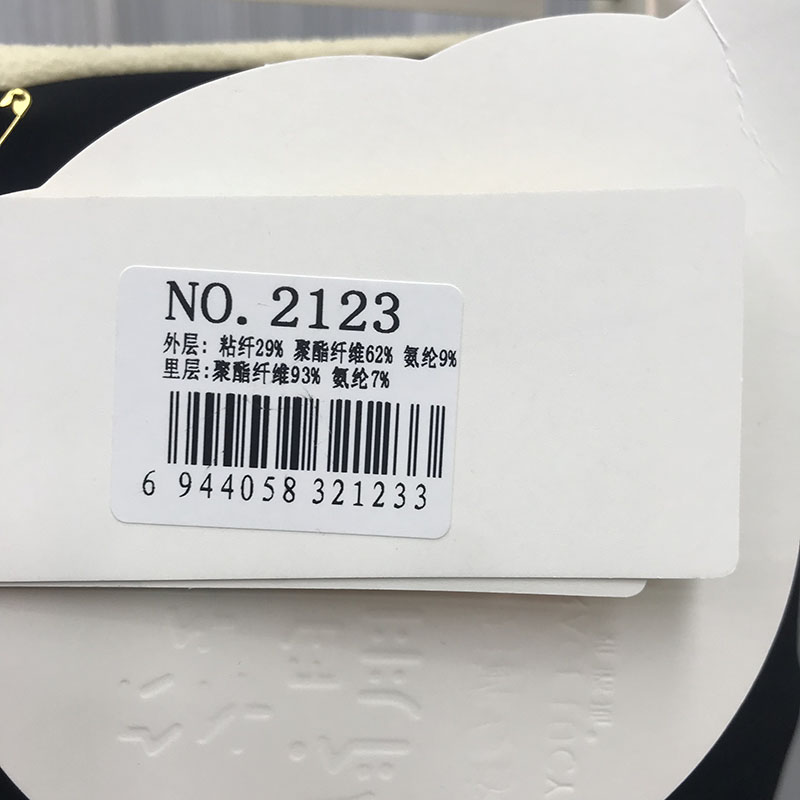 NO. 2123
外层: 粘纤29% 聚酯纤维62% 氨纶9%
里层:聚酯纤维93% 氨纶7%
6 944058 321233